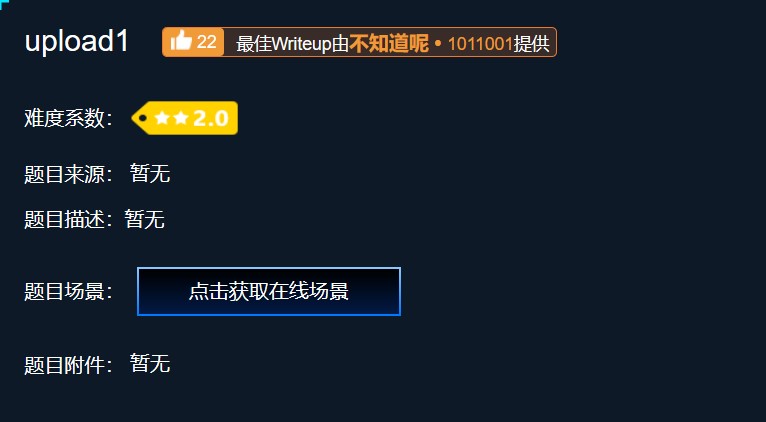 upload1 22 最佳Writeup由不知道呢 • 1011001提供
难度系数： 2.0
题目来源： 暂无
题目描述：暂无
题目场景： 点击获取在线场景
题目附件： 暂无